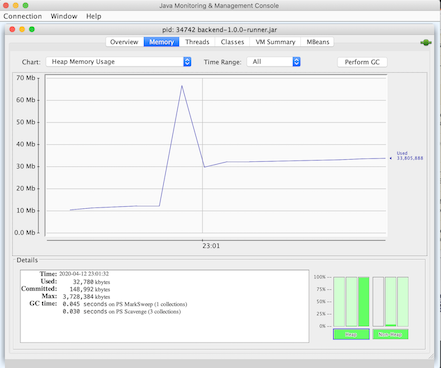 Java Monitoring & Management Console
Connection Window Help
pid: 34742 backend-1.0.0-runner.jar
Overview Memory Threads Classes VM Summary MBeans
Chart: Heap Memory Usage Time Range: All Perform GC
70 Mb
60 Mb
50 Mb
40 Mb
30 Mb
20 Mb
10 Mb
0.0 Mb
Used
33,805,888
23:01
Details
Time: 2020-04-12 23:01:32
Used: 32,780 kbytes
Committed: 148,992 kbytes
Max: 3,728,384 kbytes
GC time: 0.045 seconds on PS MarkSweep (1 collections)
0.030 seconds on PS Scavenge (3 collections)
100%
75%
50%
25%
0%
Heap Non-Heap